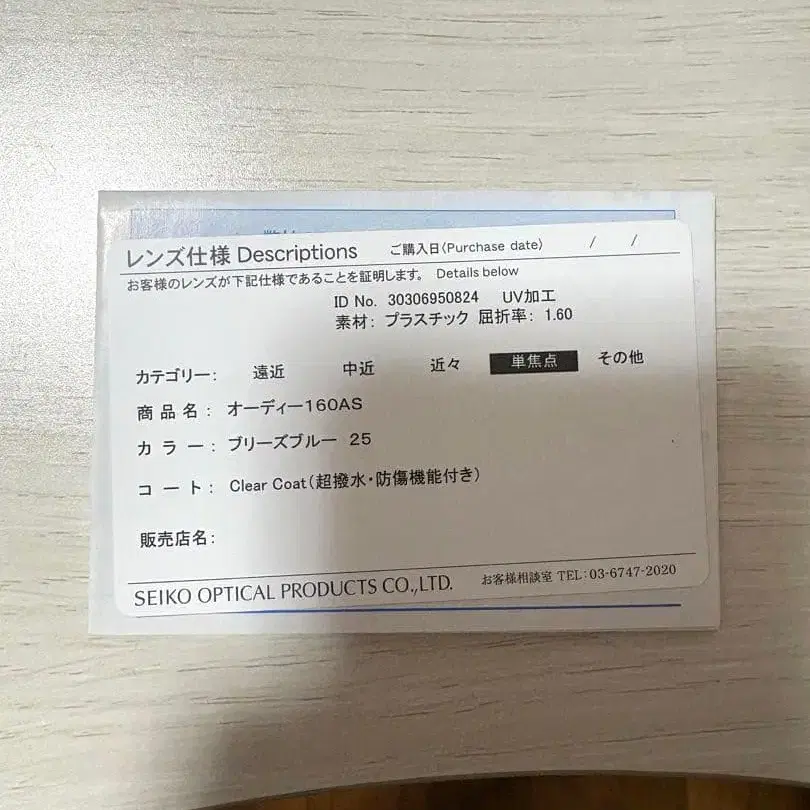 レンズ仕様 Descriptions ご購入日(Purchase date) / /
お客様のレンズが下記仕様であることを証明します。 Details below
ID No. 30306950824 UV加工
素材: プラスチック 屈折率: 1.60
カテゴリー: 遠近 中近 近々 単焦点 その他
商品名: オーディー160AS
カラー: ブリーズブルー 25
コート: Clear Coat(超撥水・防傷機能付き)
販売店名:
SEIKO OPTICAL PRODUCTS CO.,LTD. お客様相談室 TEL:03-6747-2020